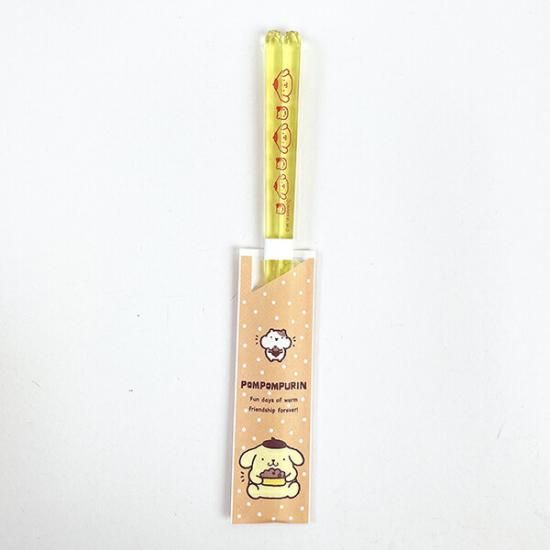 POMPOMPURIN
Fun days of warm
friendship forever!